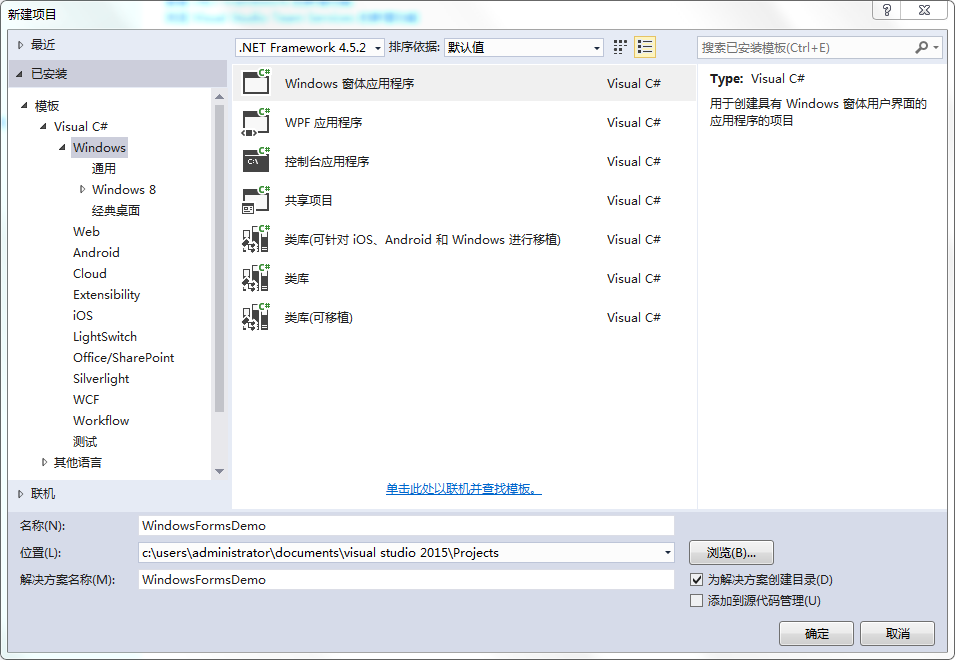 新建项目
最近
已安装
模板
Visual C#
Windows
通用
Windows 8
经典桌面
Web
Android
Cloud
Extensibility
iOS
LightSwitch
Office/SharePoint
Silverlight
WCF
Workflow
测试
其他语言
联机
.NET Framework 4.5.2 排序依据: 默认值
Windows 窗体应用程序 Visual C#
WPF 应用程序 Visual C#
控制台应用程序 Visual C#
共享项目 Visual C#
类库(可针对 iOS、Android 和 Windows 进行移植) Visual C#
类库 Visual C#
类库(可移植) Visual C#
单击此处以联机并查找模板。
搜索已安装模板(Ctrl+E)
Type: Visual C#
用于创建具有 Windows 窗体用户界面的
应用程序的项目
名称(N): WindowsFormsDemo
位置(L): c:\users\administrator\documents\visual studio 2015\Projects 浏览(B)...
解决方案名称(M): WindowsFormsDemo
为解决方案创建目录(D)
添加到源代码管理(U)
确定 取消